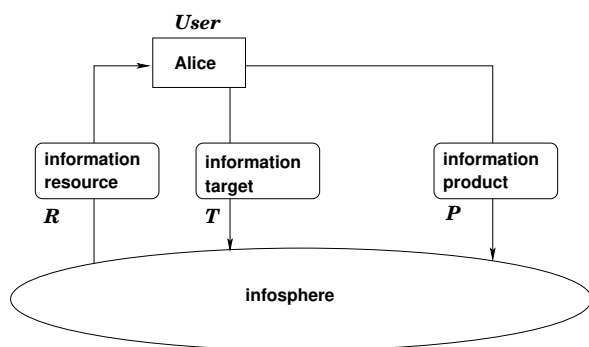 User
Alice
information
resource
information
target
information
product
R
T
P
infosphere